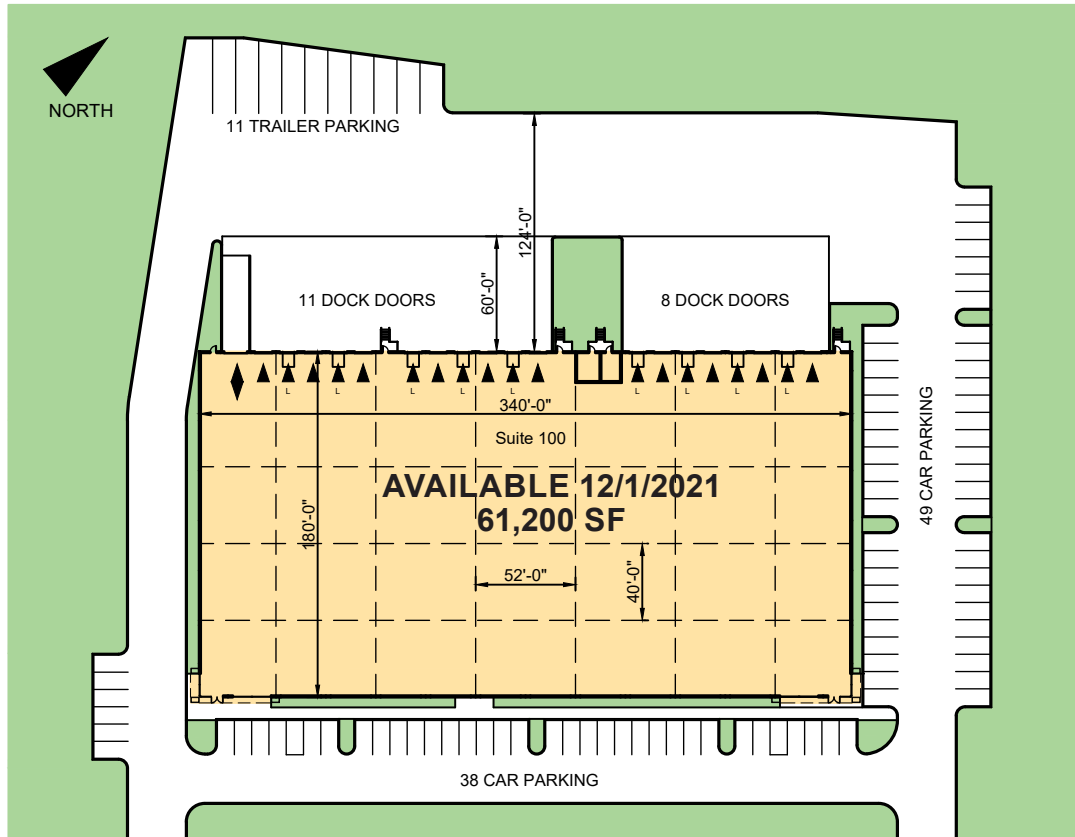 NORTH
11 TRAILER PARKING
124'-0"
60'-0"
11 DOCK DOORS
8 DOCK DOORS
L
L
L
L
L
L
L
L
L
340'-0"
Suite 100
AVAILABLE 12/1/2021
61,200 SF
180'-0"
52'-0"
40'-0"
49 CAR PARKING
38 CAR PARKING